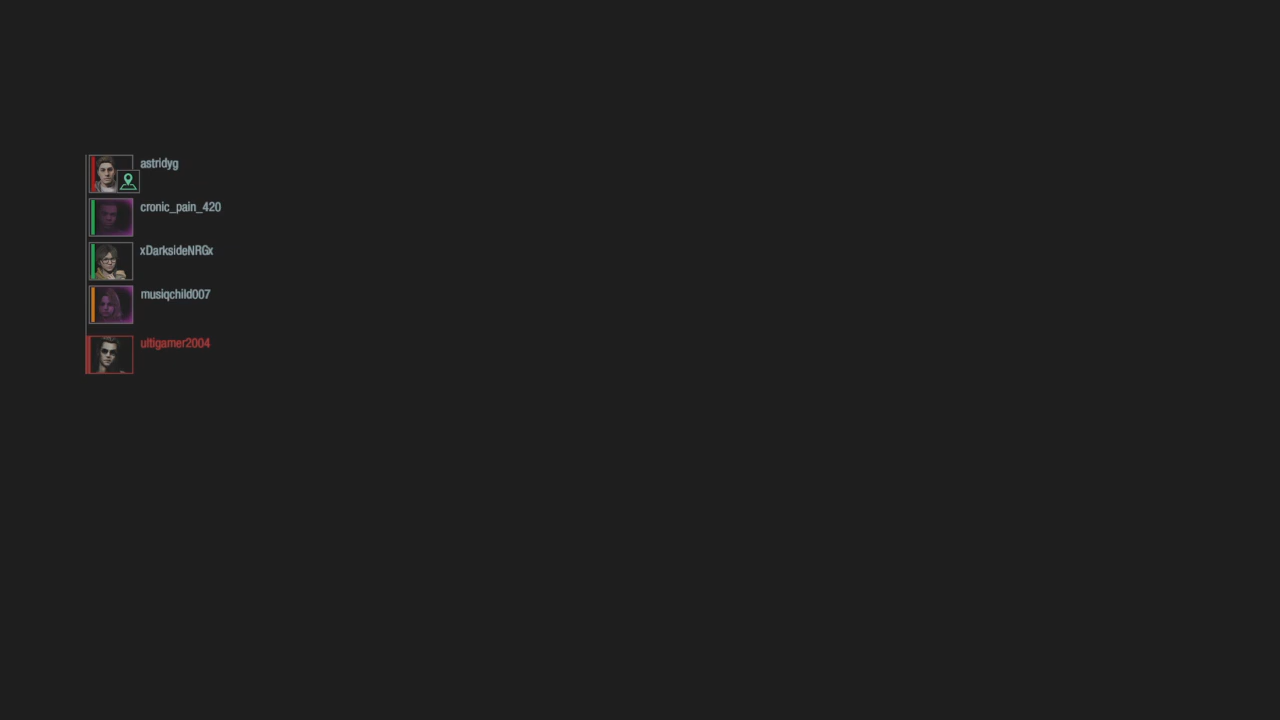 astridyg
cronic_pain_420
xDarksideNRGx
musiqchild007
ultigamer2004